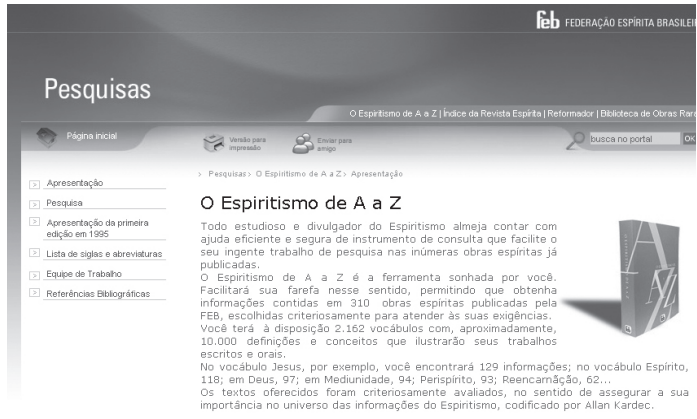 feb FEDERAÇÃO ESPÍRITA BRASILEI
Pesquisas
O Espiritismo de A a Z | Índice da Revista Espírita | Reformador | Biblioteca de Obras Rara
Página inicial
Versão para
impressão
Enviar para
amigo
busca no portal
OK
> Pesquisas> O Espiritismo de A a Z> Apresentação
Apresentação
Pesquisa
Apresentação da primeira
edição em 1995
Lista de siglas e abreviaturas
Equipe de Trabalho
Referências Bibliográficas
O Espiritismo de A a Z
Todo estudioso e divulgador do Espiritismo almeja contar com
ajuda eficiente e segura de instrumento de consulta que facilite o
seu ingente trabalho de pesquisa nas inúmeras obras espíritas já
publicadas.
O Espiritismo de A a Z é a ferramenta sonhada por você.
Facilitará sua farefa nesse sentido, permitindo que obtenha
informações contidas em 310 obras espíritas publicadas pela
FEB, escolhidas criteriosamente para atender às suas exigências.
Você terá à disposição 2.162 vocábulos com, aproximadamente,
10.000 definições e conceitos que ilustrarão seus trabalhos
escritos e orais.
No vocábulo Jesus, por exemplo, você encontrará 129 informações; no vocábulo Espírito,
118; em Deus, 97; em Mediunidade, 94; Perispírito, 93; Reencarnação, 62...
Os textos oferecidos foram criteriosamente avaliados, no sentido de assegurar a sua
importância no universo das informações do Espiritismo, codificado por Allan Kardec.